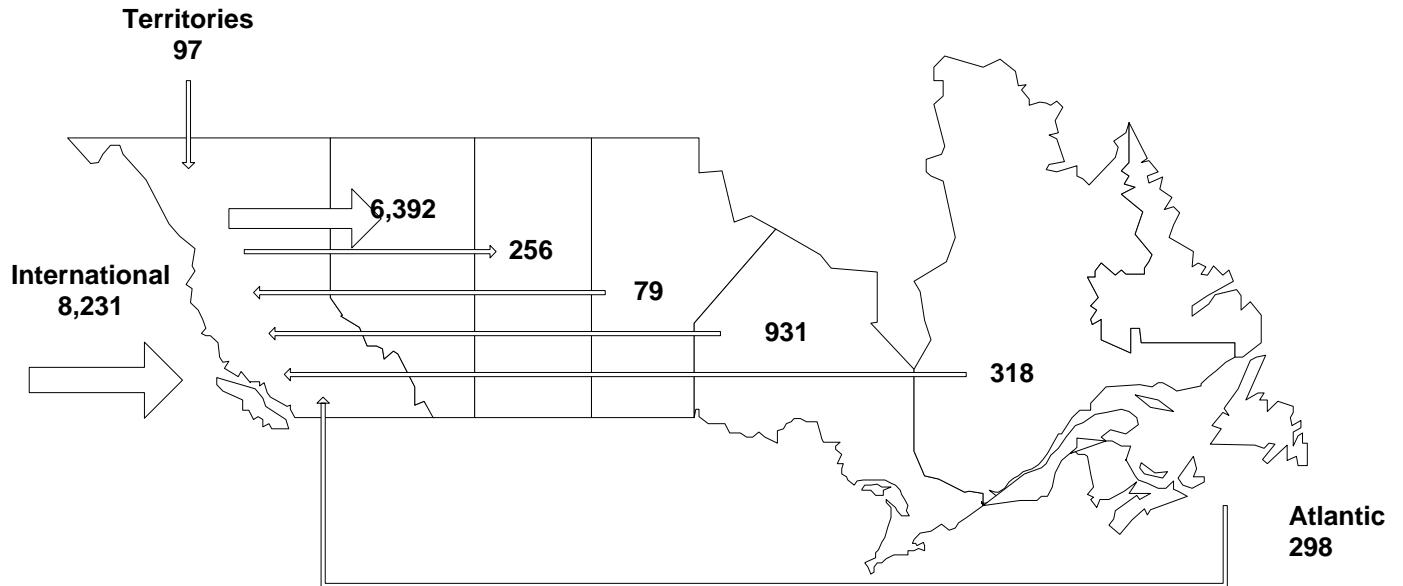 Territories
97
6,392
256
International
8,231
79
931
318
Atlantic
298